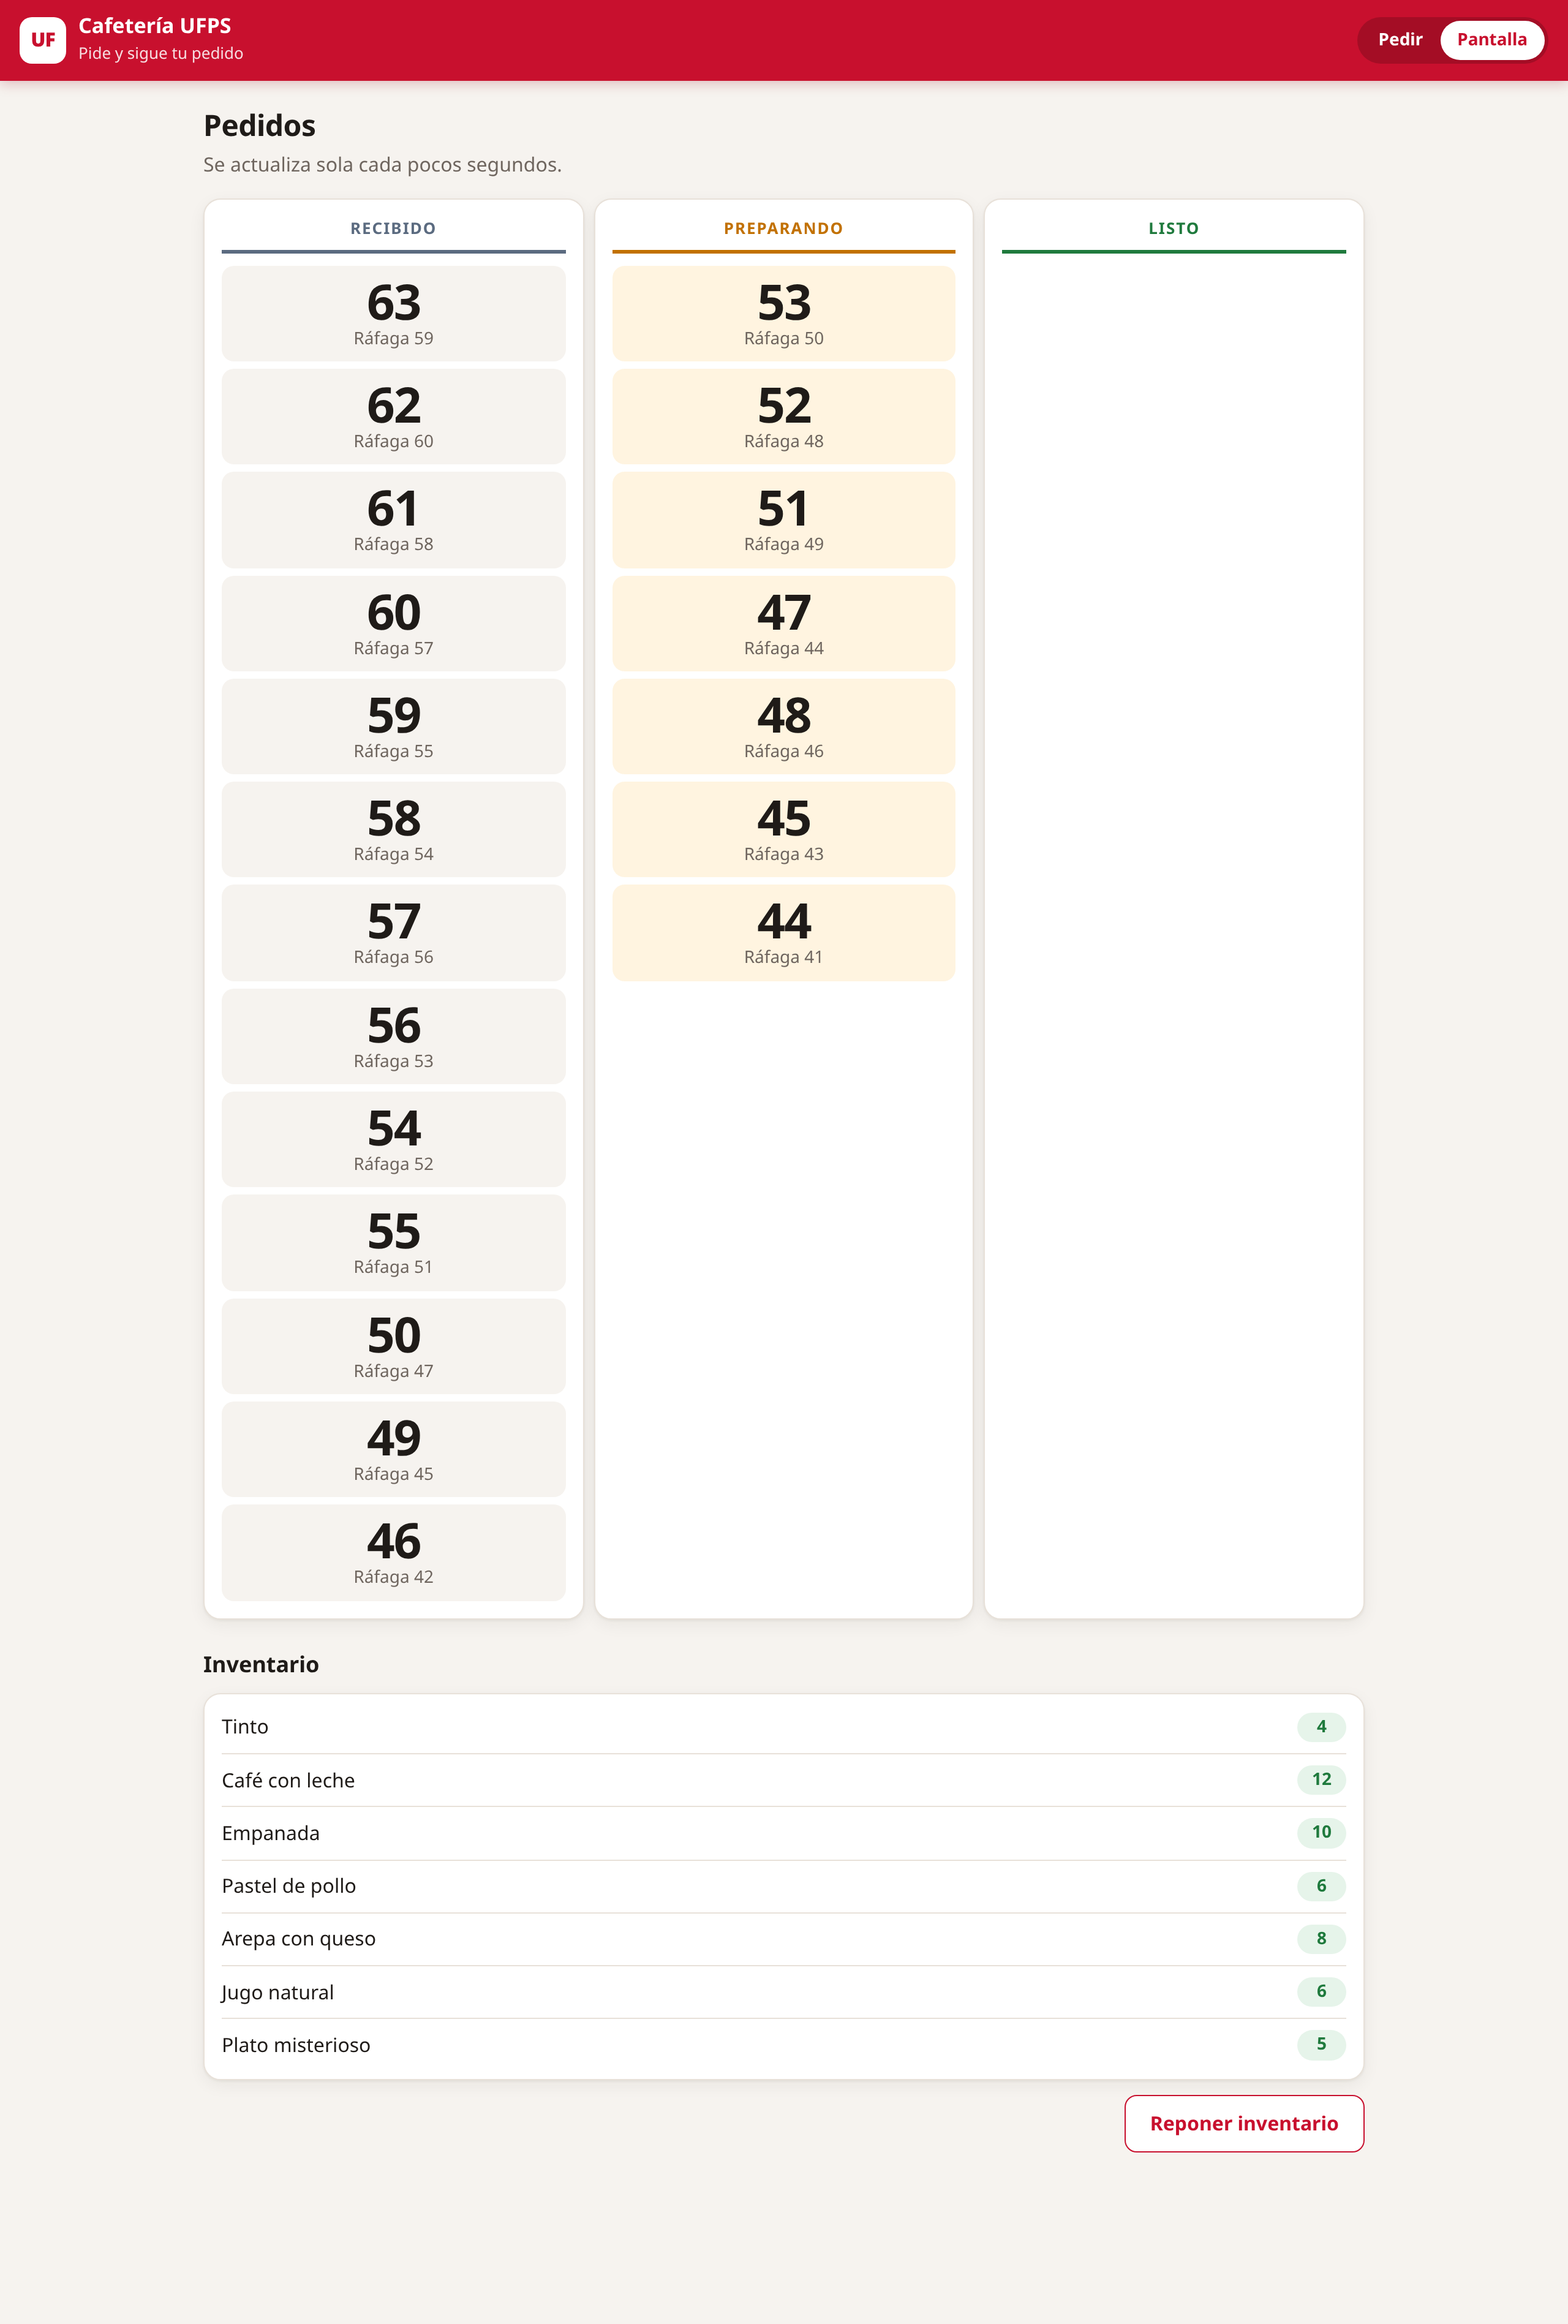 UF
Cafetería UFPS
Pide y sigue tu pedido
Pedir
Pantalla
Pedidos
Se actualiza sola cada pocos segundos.
RECIBIDO
63
Ráfaga 59
62
Ráfaga 60
61
Ráfaga 58
60
Ráfaga 57
59
Ráfaga 55
58
Ráfaga 54
57
Ráfaga 56
56
Ráfaga 53
54
Ráfaga 52
55
Ráfaga 51
50
Ráfaga 47
49
Ráfaga 45
46
Ráfaga 42
PREPARANDO
53
Ráfaga 50
52
Ráfaga 48
51
Ráfaga 49
47
Ráfaga 44
48
Ráfaga 46
45
Ráfaga 43
44
Ráfaga 41
LISTO
Inventario
Tinto 4
Café con leche 12
Empanada 10
Pastel de pollo 6
Arepa con queso 8
Jugo natural 6
Plato misterioso 5
Reponer inventario